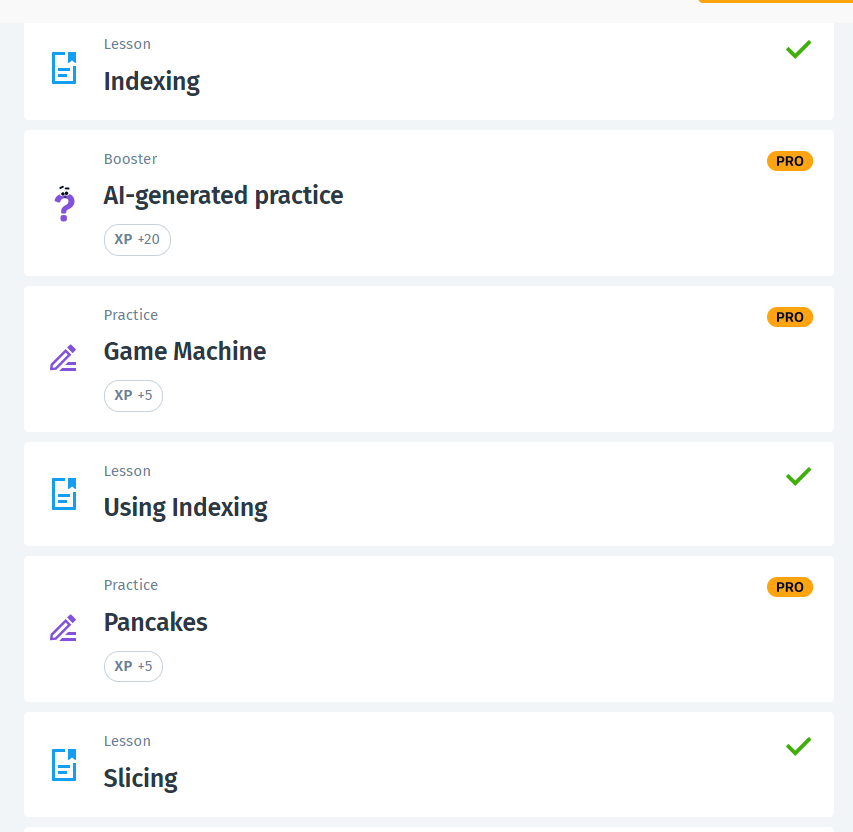 Lesson
Indexing
Booster
PRO
AI-generated practice
XP +20
Practice
PRO
Game Machine
XP +5
Lesson
Using Indexing
Practice
PRO
Pancakes
XP +5
Lesson
Slicing